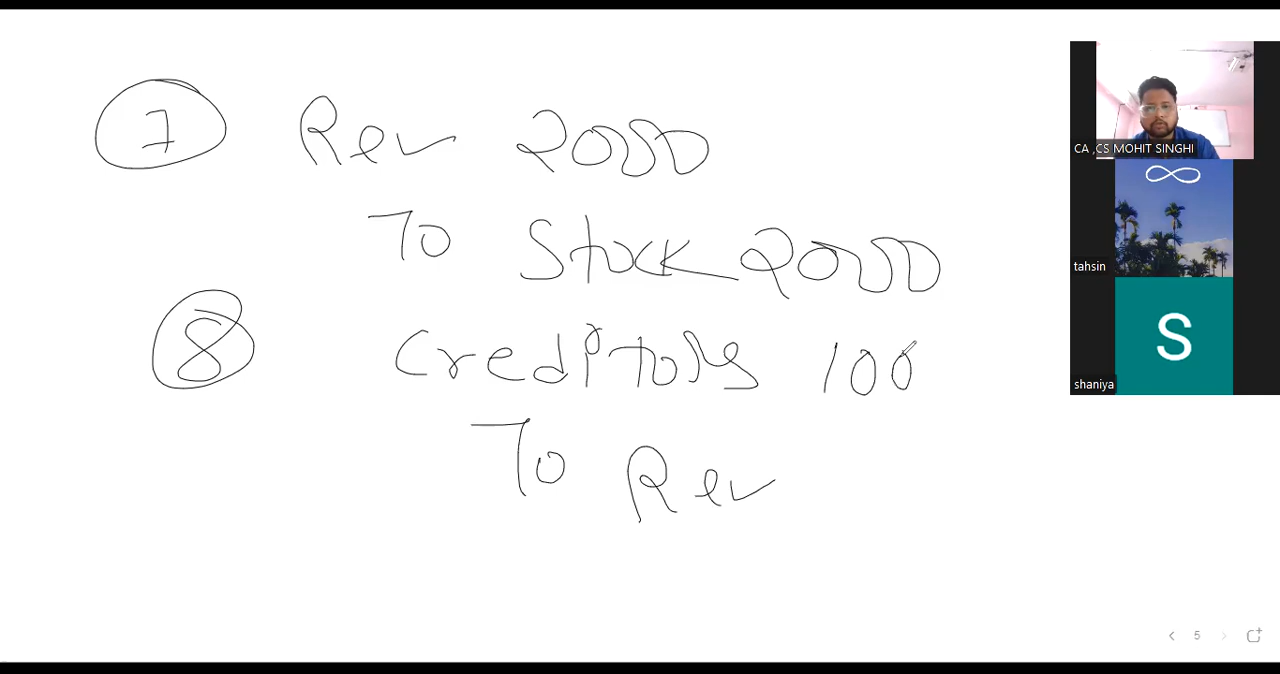 7 Rev 2000
To Stock 2000
8 Creditors 100
To Rev
CA ,CS MOHIT SINGHI
tahsin
S
shaniya
5